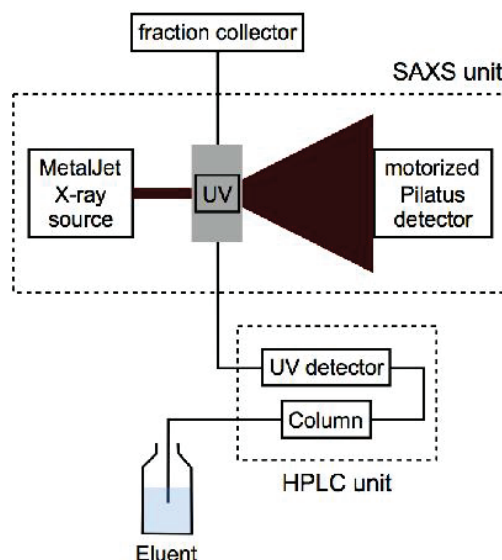 fraction collector
SAXS unit
MetalJet
X-ray
source
UV
motorized
Pilatus
detector
UV detector
Column
HPLC unit
Eluent